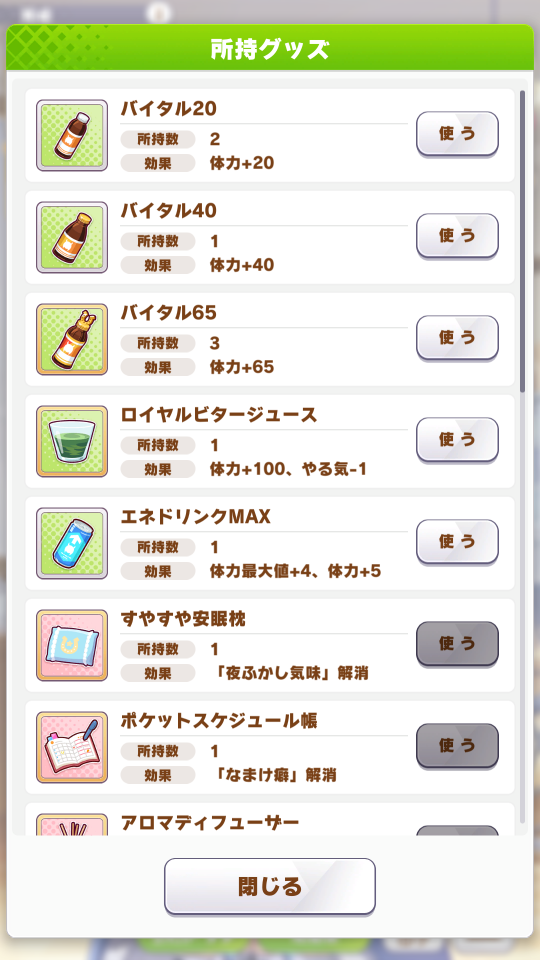 所持グッズ
バイタル20
所持数 2
効果 体力+20
使う
バイタル40
所持数 1
効果 体力+40
使う
バイタル65
所持数 3
効果 体力+65
使う
ロイヤルビタージュース
所持数 1
効果 体力+100、やる気-1
使う
エネドリンクMAX
所持数 1
効果 体力最大値+4、体力+5
使う
すやすや安眠枕
所持数 1
効果 「夜ふかし気味」解消
使う
ポケットスケジュール帳
所持数 1
効果 「なまけ癖」解消
使う
アロマディフューザー
閉じる